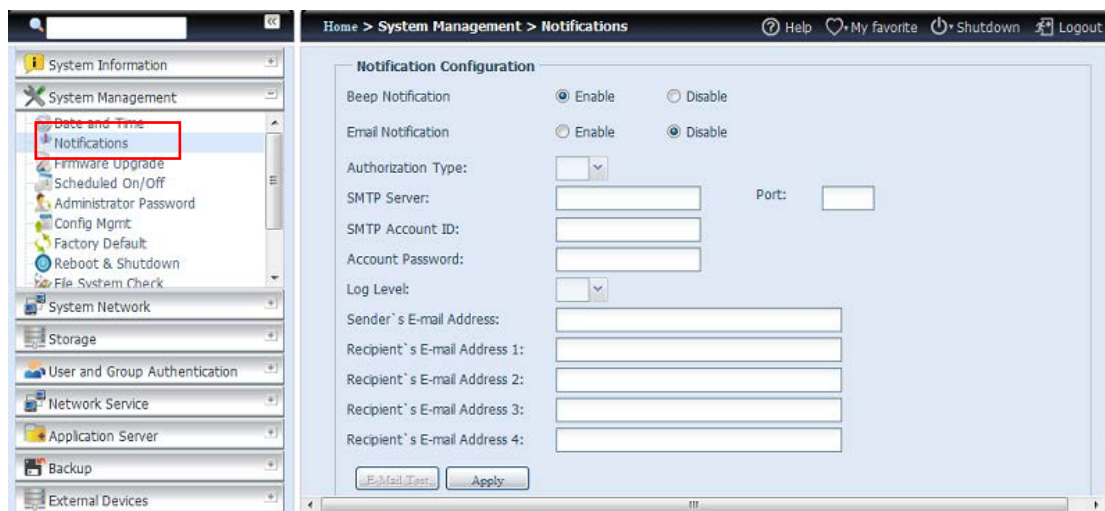 Home > System Management > Notifications
Help
My favorite
Shutdown
Logout
System Information
System Management
Date and Time
Notifications
Firmware Upgrade
Scheduled On/Off
Administrator Password
Config Mgmt
Factory Default
Reboot & Shutdown
File System Check
System Network
Storage
User and Group Authentication
Network Service
Application Server
Backup
External Devices
Notification Configuration
Beep Notification Enable Disable
Email Notification Enable Disable
Authorization Type:
SMTP Server: Port:
SMTP Account ID:
Account Password:
Log Level:
Sender`s E-mail Address:
Recipient`s E-mail Address 1:
Recipient`s E-mail Address 2:
Recipient`s E-mail Address 3:
Recipient`s E-mail Address 4:
E-Mail Test Apply